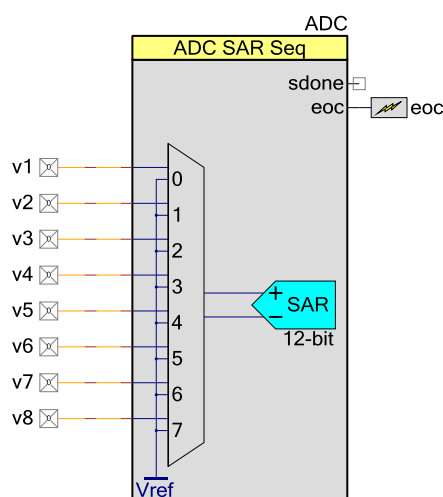 ADC
ADC SAR Seq
sdone
eoc eoc
v1
0
v2
1
v3
2
v4
3
v5
4
v6
5
v7
6
v8
7
+ SAR
−
12-bit
Vref